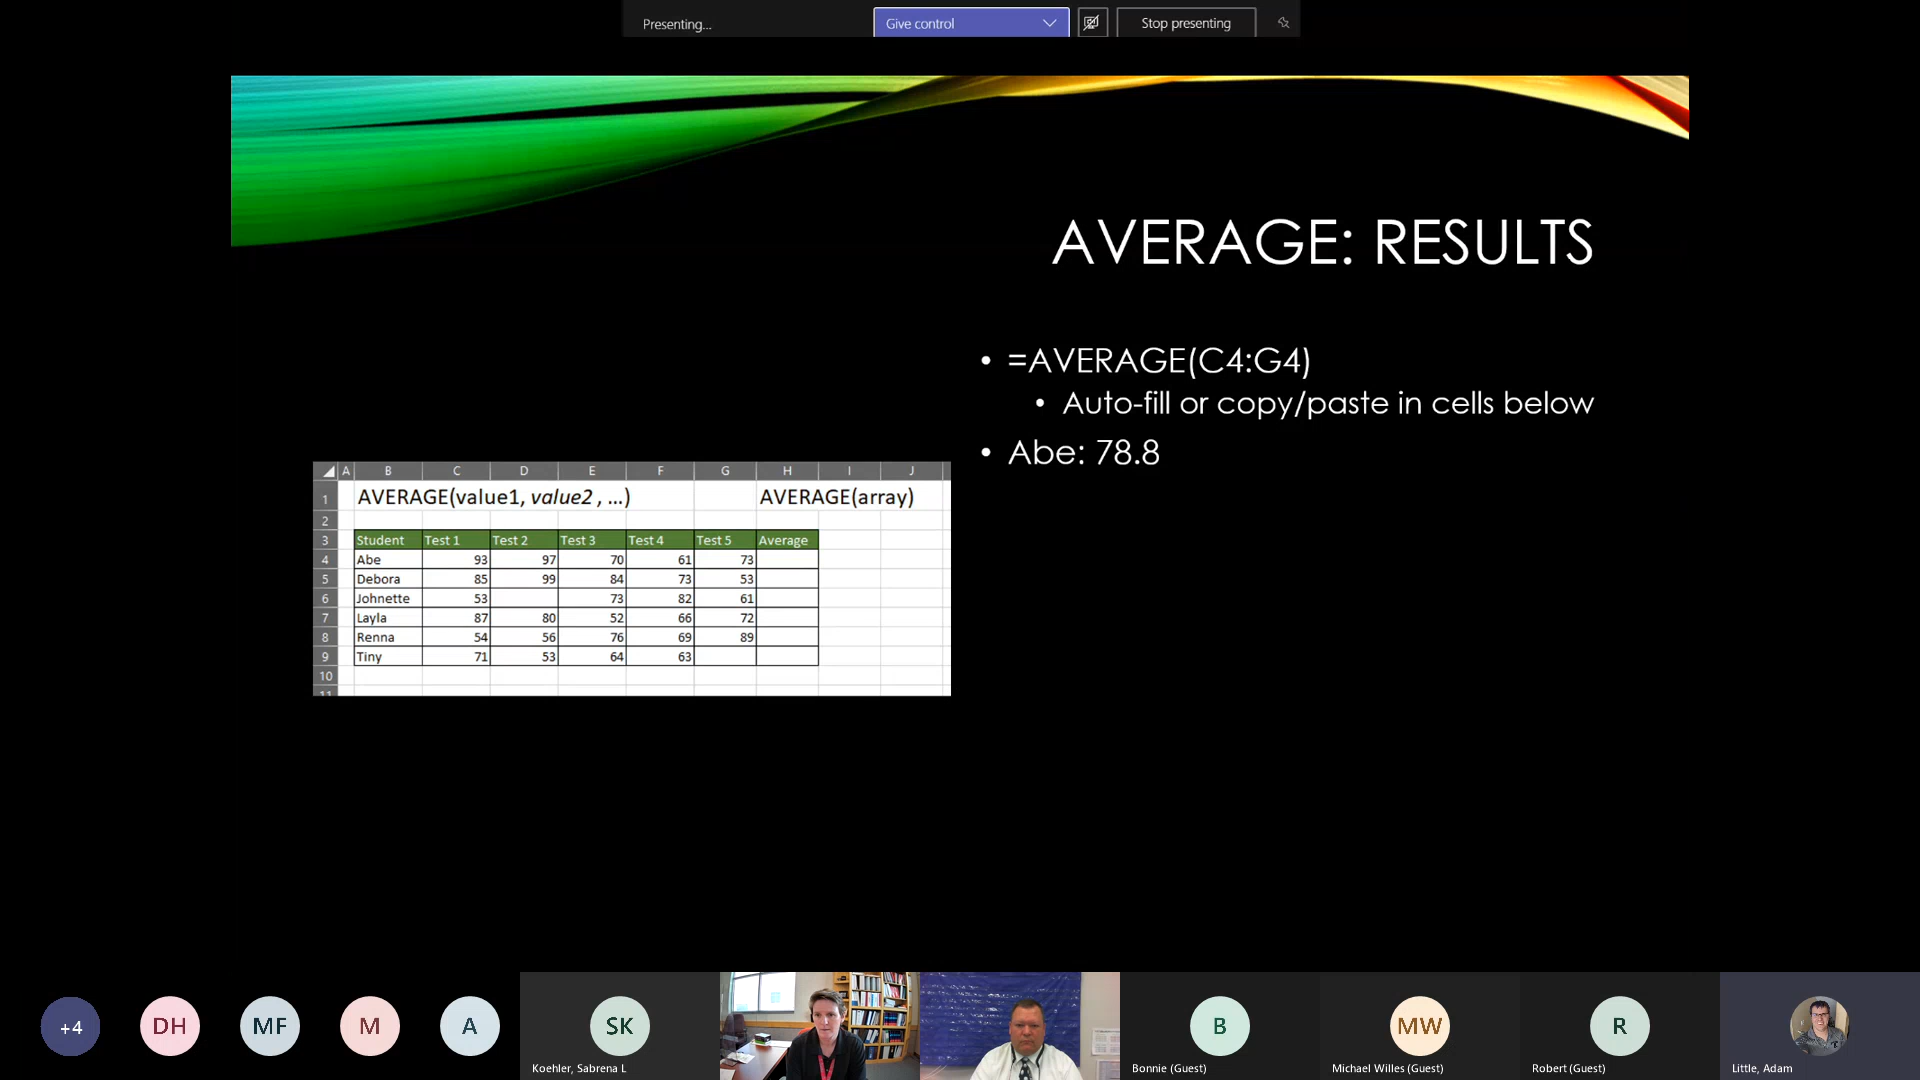 Presenting...
Give control
Stop presenting
AVERAGE: RESULTS
• =AVERAGE(C4:G4)
• Auto-fill or copy/paste in cells below
• Abe: 78.8
A B C D E F G H I J
1 AVERAGE(value1, value2 , ...) AVERAGE(array)
2
3 Student Test 1 Test 2 Test 3 Test 4 Test 5 Average
4 Abe 93 97 70 61 73
5 Debora 85 99 84 73 53
6 Johnette 53 73 82 61
7 Layla 87 80 52 66 72
8 Renna 54 56 76 69 89
9 Tiny 71 53 64 63
10
11
+4 DH MF M A SK B MW R
Koehler, Sabrena L Bonnie (Guest) Michael Willes (Guest) Robert (Guest) Little, Adam